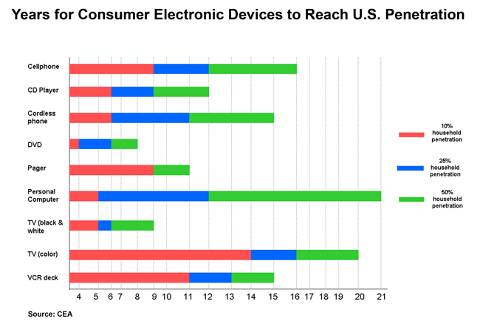 Years for Consumer Electronic Devices to Reach U.S. Penetration
Cellphone
CD Player
Cordless
phone
DVD
Pager
Personal
Computer
TV (black &
white
TV (color)
VCR deck
10%
household
penetration
25%
household
penetration
50%
household
penetration
4 5 6 7 8 9 10 11 12 13 14 15 16 17 19 20 21
Source: CEA